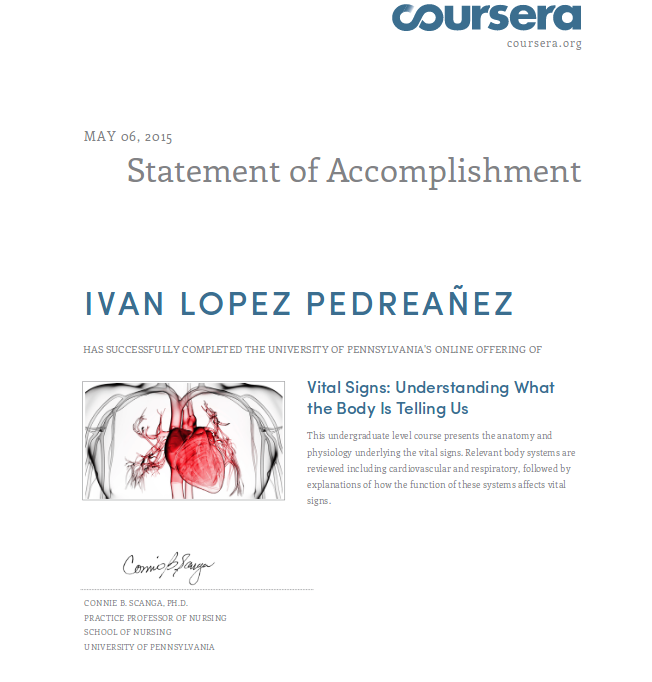 coursera
coursera.org
MAY 06, 2015
Statement of Accomplishment
IVAN LOPEZ PEDREAÑEZ
HAS SUCCESSFULLY COMPLETED THE UNIVERSITY OF PENNSYLVANIA'S ONLINE OFFERING OF
Vital Signs: Understanding What
the Body Is Telling Us
This undergraduate level course presents the anatomy and
physiology underlying the vital signs. Relevant body systems are
reviewed including cardiovascular and respiratory, followed by
explanations of how the function of these systems affects vital
signs.
Connie B. Scanga
CONNIE B. SCANGA, PH.D.
PRACTICE PROFESSOR OF NURSING
SCHOOL OF NURSING
UNIVERSITY OF PENNSYLVANIA